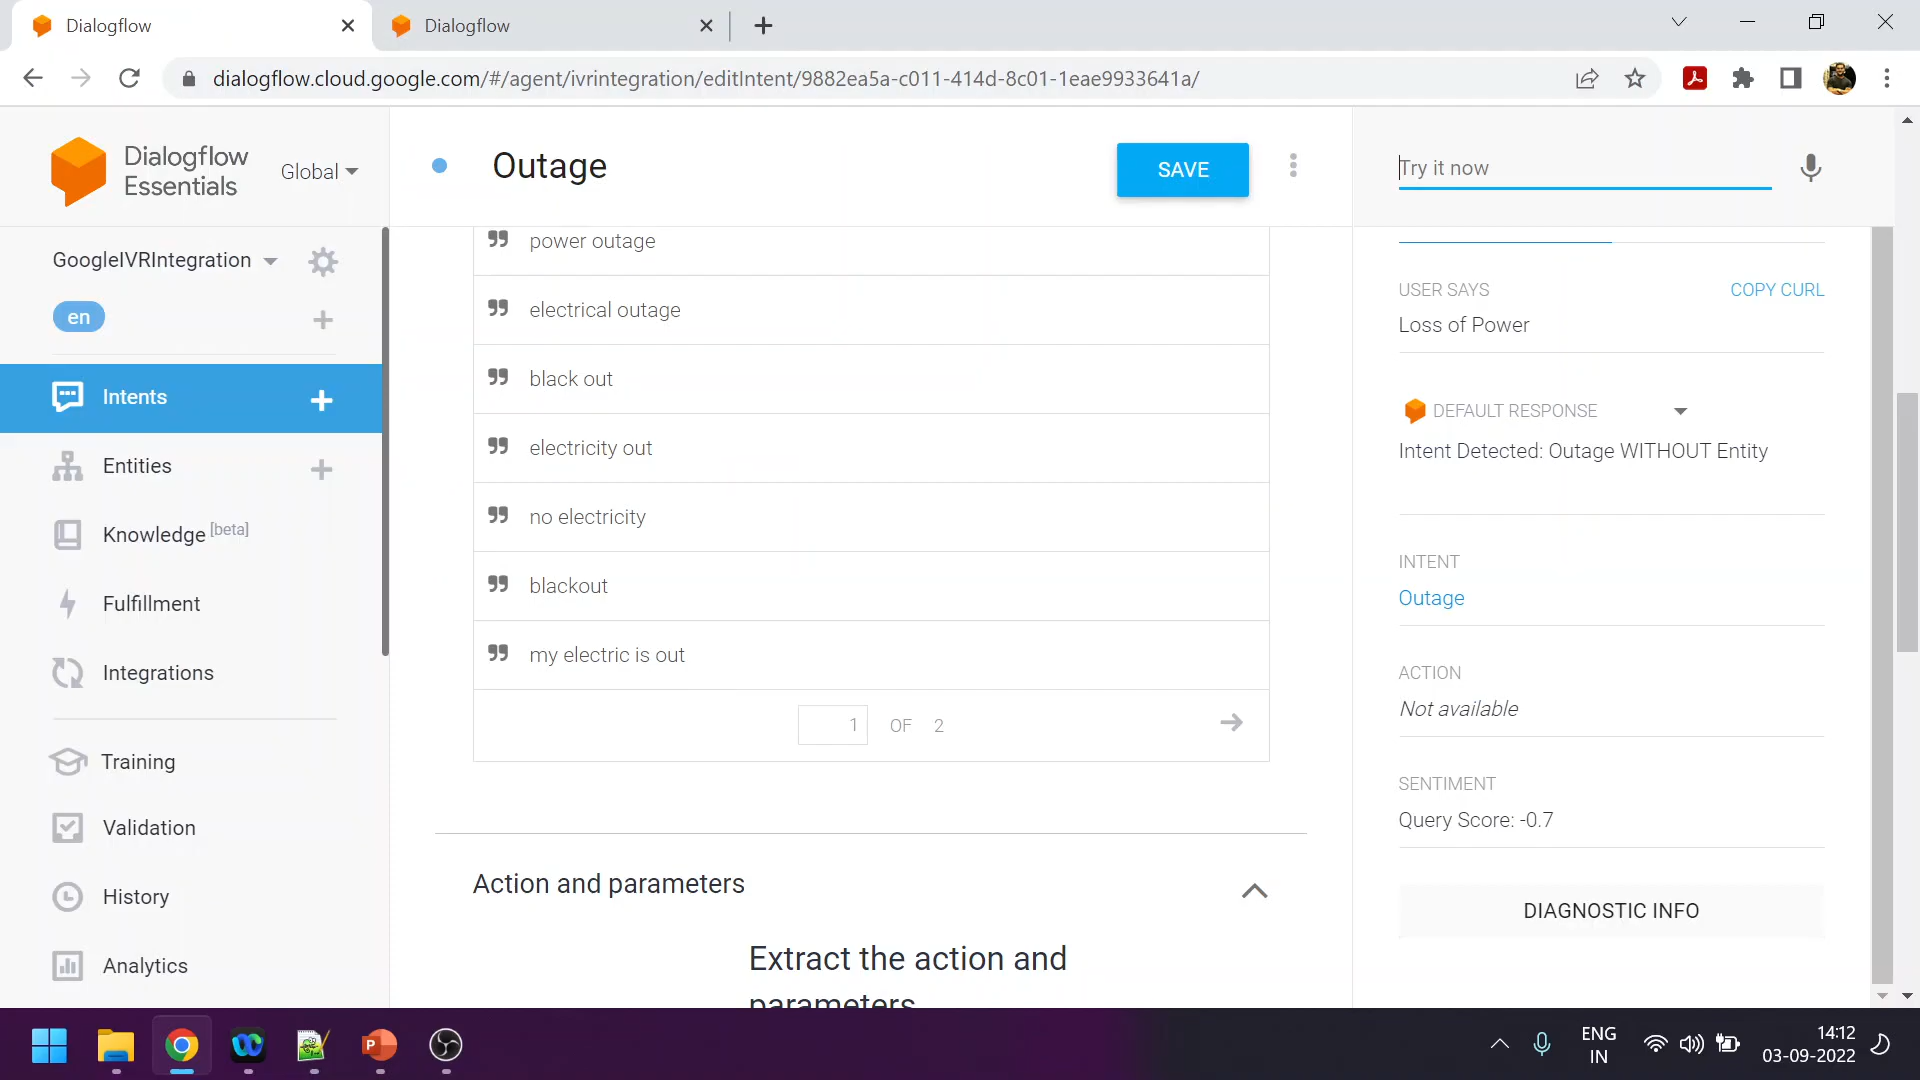 Dialogflow
Dialogflow
dialogflow.cloud.google.com/#/agent/ivrintegration/editIntent/9882ea5a-c011-414d-8c01-1eae9933641a/
Dialogflow
Essentials
Global
GoogleIVRIntegration
en
Intents
Entities
Knowledge [beta]
Fulfillment
Integrations
Training
Validation
History
Analytics
Outage
SAVE
power outage
electrical outage
black out
electricity out
no electricity
blackout
my electric is out
1 OF 2
Action and parameters
Extract the action and
parameters
Try it now
USER SAYS
COPY CURL
Loss of Power
DEFAULT RESPONSE
Intent Detected: Outage WITHOUT Entity
INTENT
Outage
ACTION
Not available
SENTIMENT
Query Score: -0.7
DIAGNOSTIC INFO
ENG
IN
14:12
03-09-2022